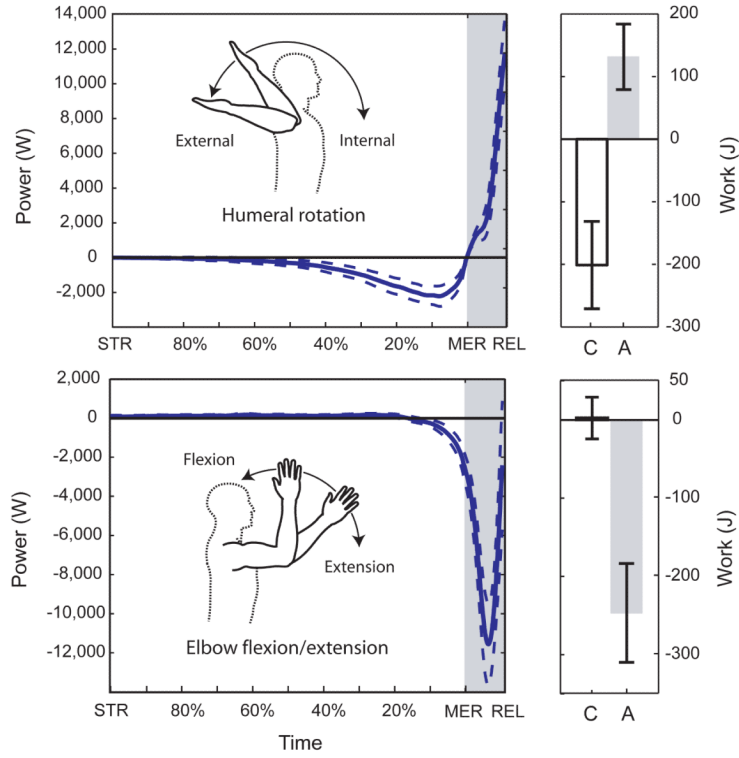 14,000
12,000
10,000
8,000
6,000
4,000
2,000
0
-2,000
Power (W)
External
Internal
Humeral rotation
STR 80% 60% 40% 20% MER REL
200
100
0
-100
-200
-300
Work (J)
C A
2,000
0
-2,000
-4,000
-6,000
-8,000
-10,000
-12,000
Power (W)
Flexion
Extension
Elbow flexion/extension
STR 80% 60% 40% 20% MER REL
Time
50
0
-100
-200
-300
Work (J)
C A